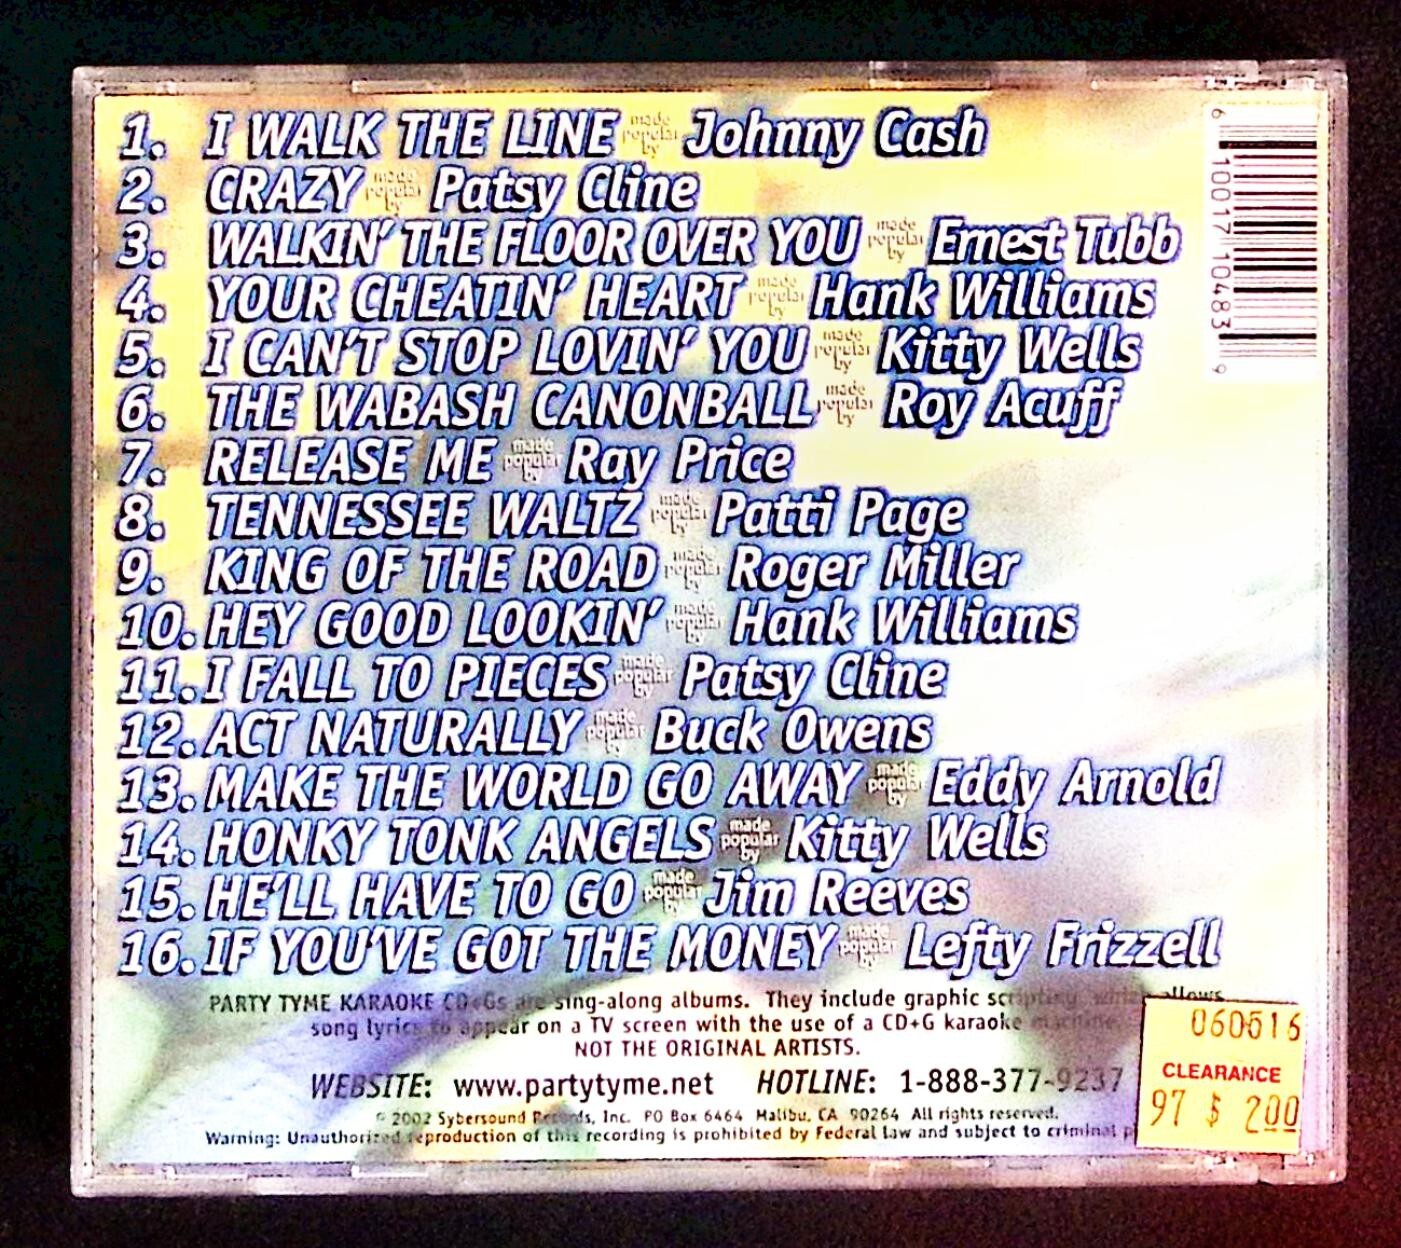 1. I WALK THE LINE made popular by Johnny Cash
2. CRAZY made popular by Patsy Cline
3. WALKIN' THE FLOOR OVER YOU made popular by Ernest Tubb
4. YOUR CHEATIN' HEART made popular by Hank Williams
5. I CAN'T STOP LOVIN' YOU made popular by Kitty Wells
6. THE WABASH CANONBALL made popular by Roy Acuff
7. RELEASE ME made popular by Ray Price
8. TENNESSEE WALTZ made popular by Patti Page
9. KING OF THE ROAD made popular by Roger Miller
10. HEY GOOD LOOKIN' made popular by Hank Williams
11. I FALL TO PIECES made popular by Patsy Cline
12. ACT NATURALLY made popular by Buck Owens
13. MAKE THE WORLD GO AWAY made popular by Eddy Arnold
14. HONKY TONK ANGELS made popular by Kitty Wells
15. HE'LL HAVE TO GO made popular by Jim Reeves
16. IF YOU'VE GOT THE MONEY made popular by Lefty Frizzell
6 10017 10483 9
PARTY TYME KARAOKE CD+Gs are sing-along albums. They include graphic scripting, which allows
song lyrics to appear on a TV screen with the use of a CD+G karaoke machine.
NOT THE ORIGINAL ARTISTS.
WEBSITE: www.partytyme.net HOTLINE: 1-888-377-9237
© 2002 Sybersound Records, Inc. PO Box 6464 Malibu, CA 90264 All rights reserved.
Warning: Unauthorized reproduction of this recording is prohibited by Federal law and subject to criminal
CLEARANCE
97 $ 200